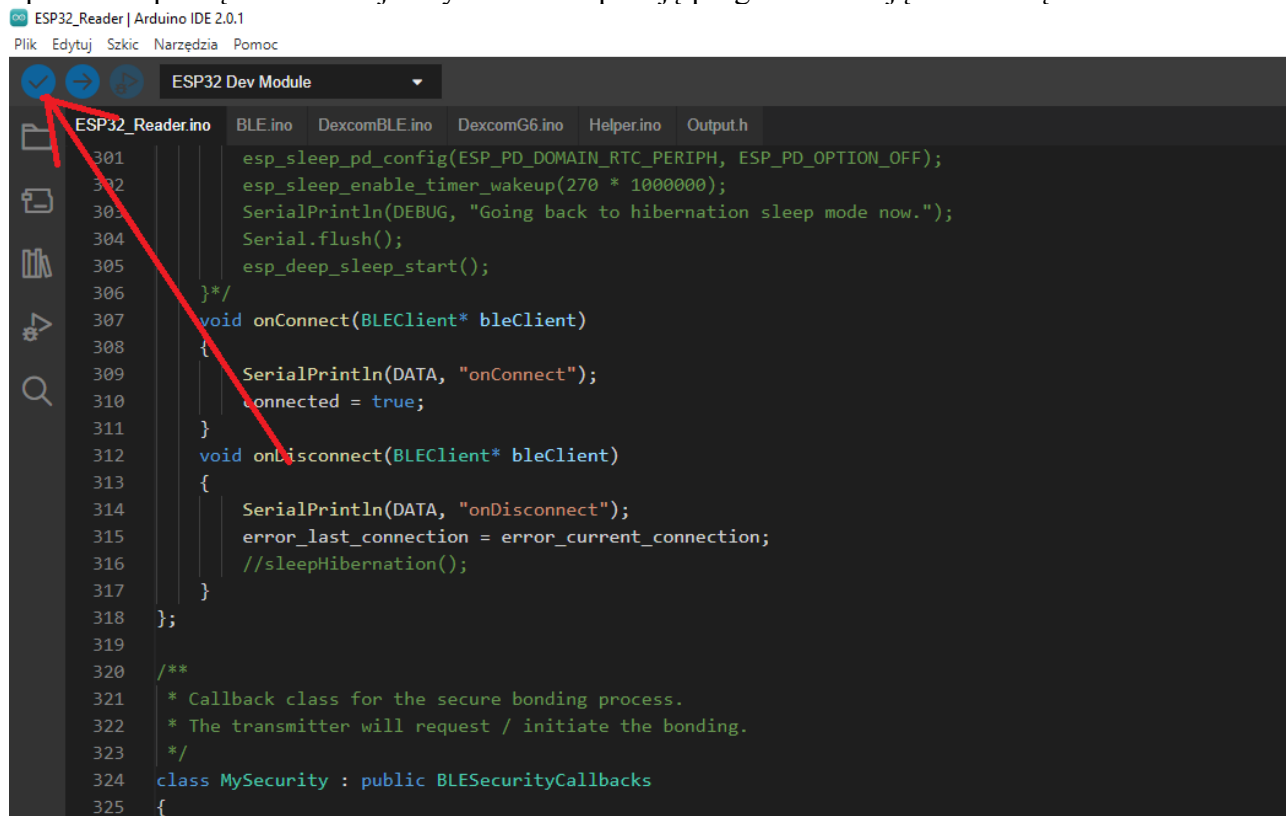 ESP32_Reader | Arduino IDE 2.0.1
Plik Edytuj Szkic Narzędzia Pomoc
ESP32 Dev Module
ESP32_Reader.ino BLE.ino DexcomBLE.ino DexcomG6.ino Helper.ino Output.h
301 esp_sleep_pd_config(ESP_PD_DOMAIN_RTC_PERIPH, ESP_PD_OPTION_OFF);
302 esp_sleep_enable_timer_wakeup(270 * 1000000);
303 SerialPrintln(DEBUG, "Going back to hibernation sleep mode now.");
304 Serial.flush();
305 esp_deep_sleep_start();
306 }*/
307 void onConnect(BLEClient* bleClient)
308 {
309 SerialPrintln(DATA, "onConnect");
310 connected = true;
311 }
312 void onDisconnect(BLEClient* bleClient)
313 {
314 SerialPrintln(DATA, "onDisconnect");
315 error_last_connection = error_current_connection;
316 //sleepHibernation();
317 }
318 };
319
320 /**
321 * Callback class for the secure bonding process.
322 * The transmitter will request / initiate the bonding.
323 */
324 class MySecurity : public BLESecurityCallbacks
325 {